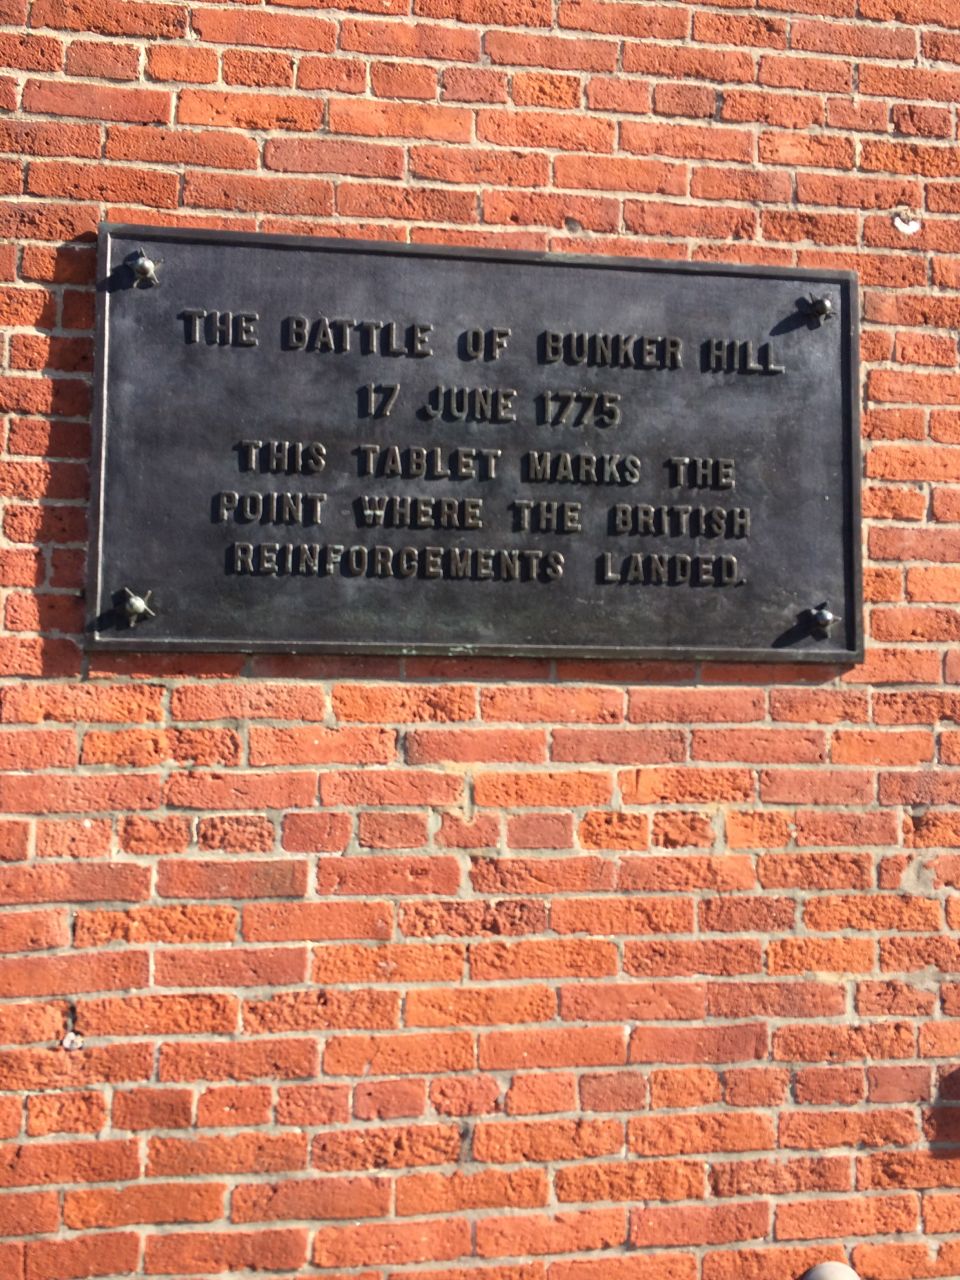 THE BATTLE OF BUNKER HILL
17 JUNE 1775
THIS TABLET MARKS THE
POINT WHERE THE BRITISH
REINFORCEMENTS LANDED.